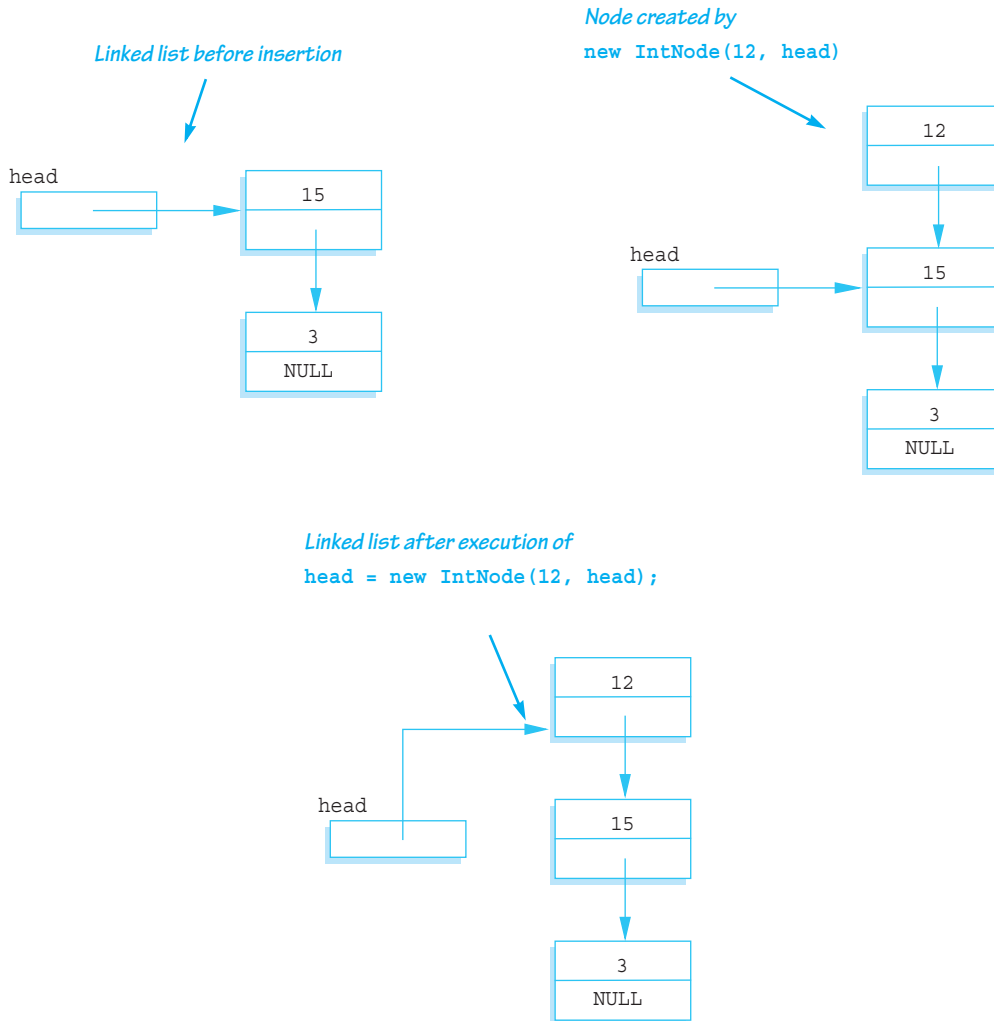 Linked list before insertion
head
15
3
NULL
Node created by
new IntNode(12, head)
12
head
15
3
NULL
Linked list after execution of
head = new IntNode(12, head);
12
head
15
3
NULL